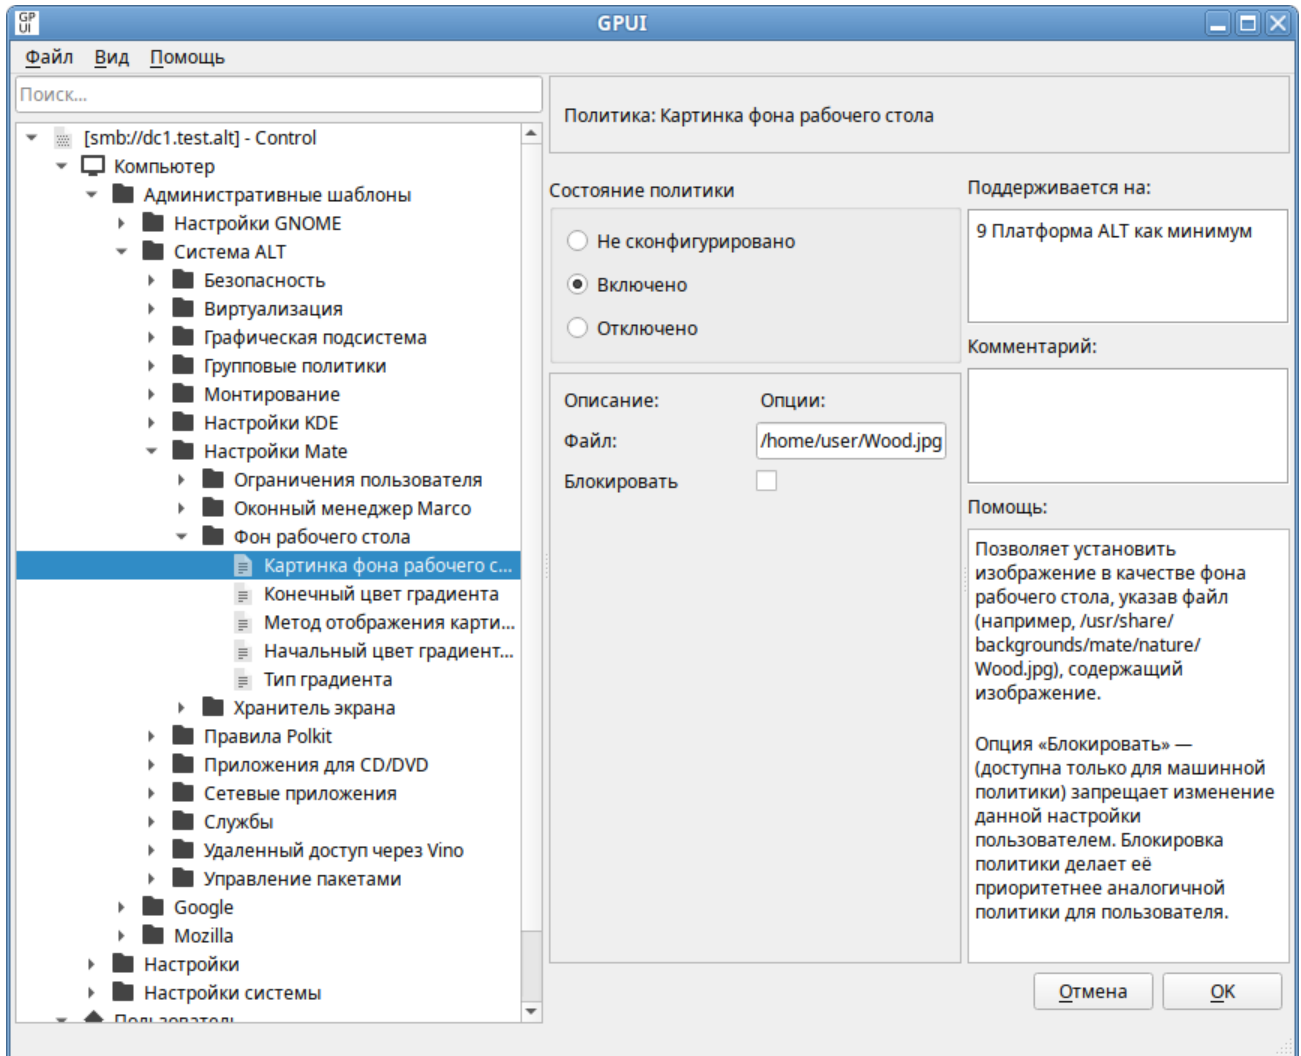 GP
UI
GPUI
Файл Вид Помощь
Поиск...
[smb://dc1.test.alt] - Control
Компьютер
Административные шаблоны
Настройки GNOME
Система ALT
Безопасность
Виртуализация
Графическая подсистема
Групповые политики
Монтирование
Настройки KDE
Настройки Mate
Ограничения пользователя
Оконный менеджер Marco
Фон рабочего стола
Картинка фона рабочего с...
Конечный цвет градиента
Метод отображения карти...
Начальный цвет градиент...
Тип градиента
Хранитель экрана
Правила Polkit
Приложения для CD/DVD
Сетевые приложения
Службы
Удаленный доступ через Vino
Управление пакетами
Google
Mozilla
Настройки
Настройки системы
Пользователь
Политика: Картинка фона рабочего стола
Состояние политики
Не сконфигурировано
Включено
Отключено
Описание: Опции:
Файл: /home/user/Wood.jpg
Блокировать
Поддерживается на:
9 Платформа ALT как минимум
Комментарий:
Помощь:
Позволяет установить
изображение в качестве фона
рабочего стола, указав файл
(например, /usr/share/
backgrounds/mate/nature/
Wood.jpg), содержащий
изображение.
Опция «Блокировать» —
(доступна только для машинной
политики) запрещает изменение
данной настройки
пользователем. Блокировка
политики делает её
приоритетнее аналогичной
политики для пользователя.
Отмена OK